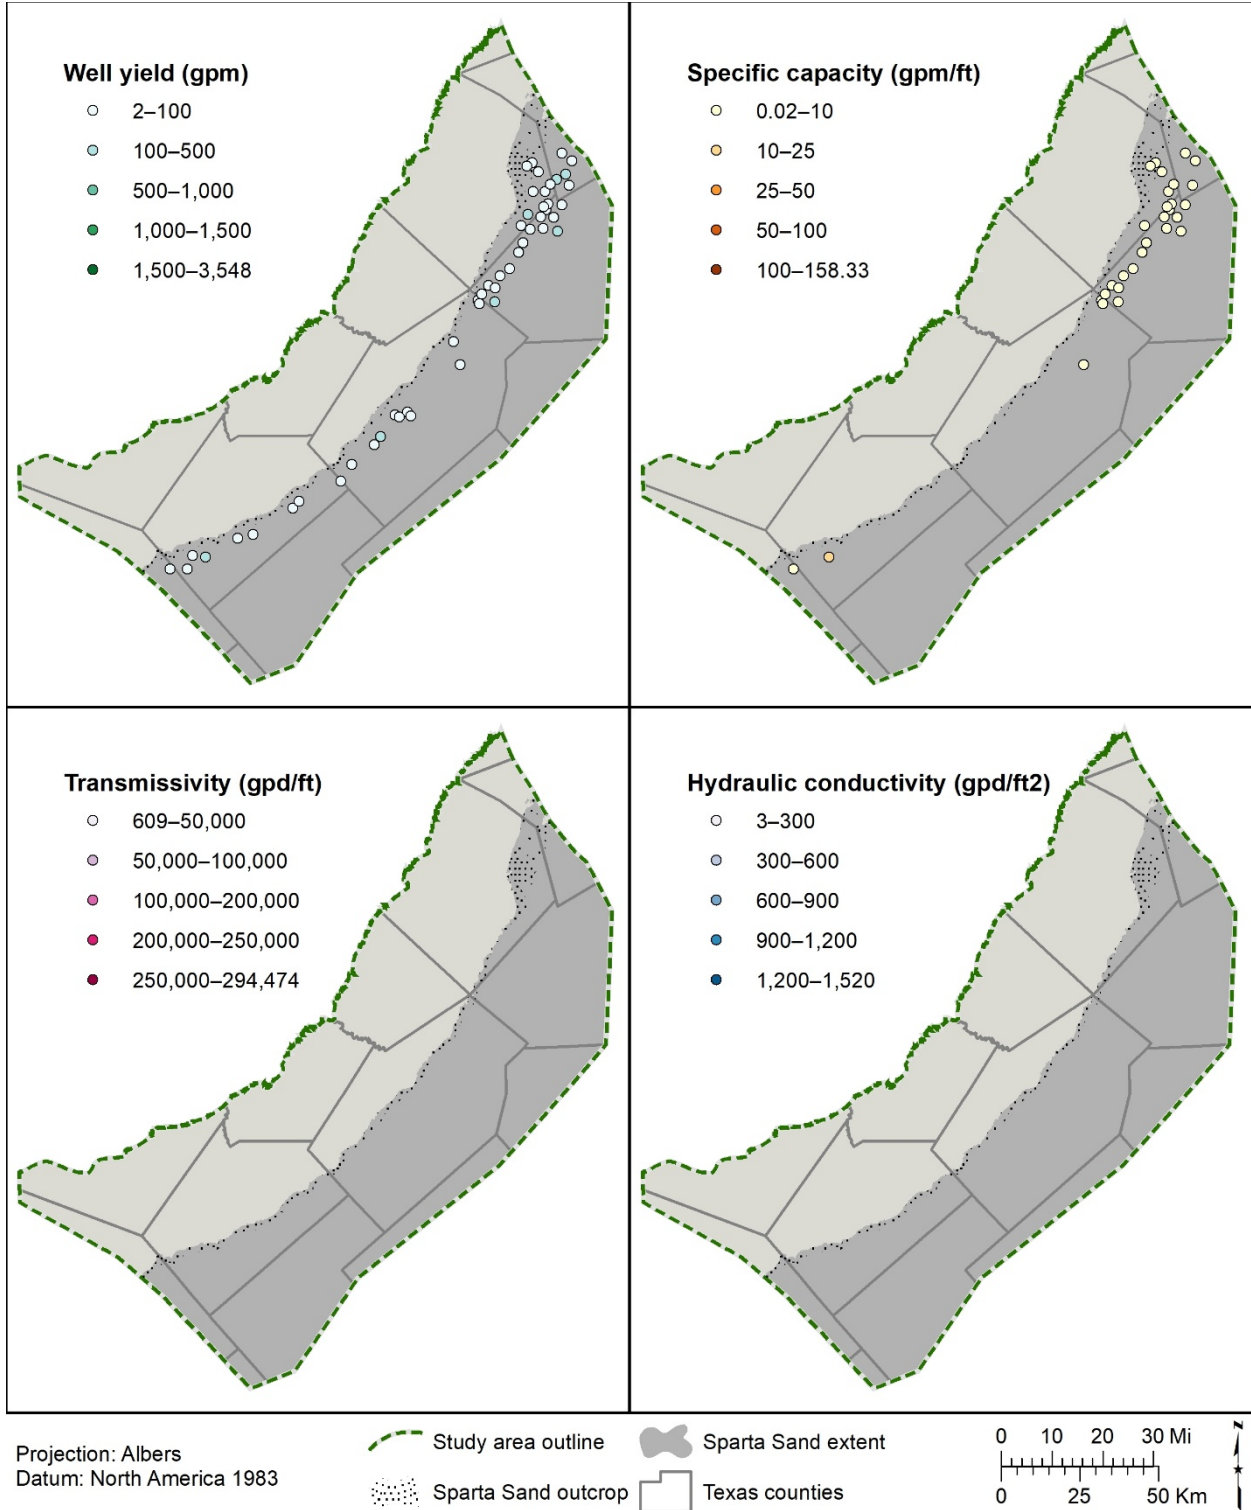 Well yield (gpm)
2–100
100–500
500–1,000
1,000–1,500
1,500–3,548
Specific capacity (gpm/ft)
0.02–10
10–25
25–50
50–100
100–158.33
Transmissivity (gpd/ft)
609–50,000
50,000–100,000
100,000–200,000
200,000–250,000
250,000–294,474
Hydraulic conductivity (gpd/ft2)
3–300
300–600
600–900
900–1,200
1,200–1,520
Projection: Albers
Datum: North America 1983
Study area outline
Sparta Sand outcrop
Sparta Sand extent
Texas counties
0 10 20 30 Mi
0 25 50 Km
N